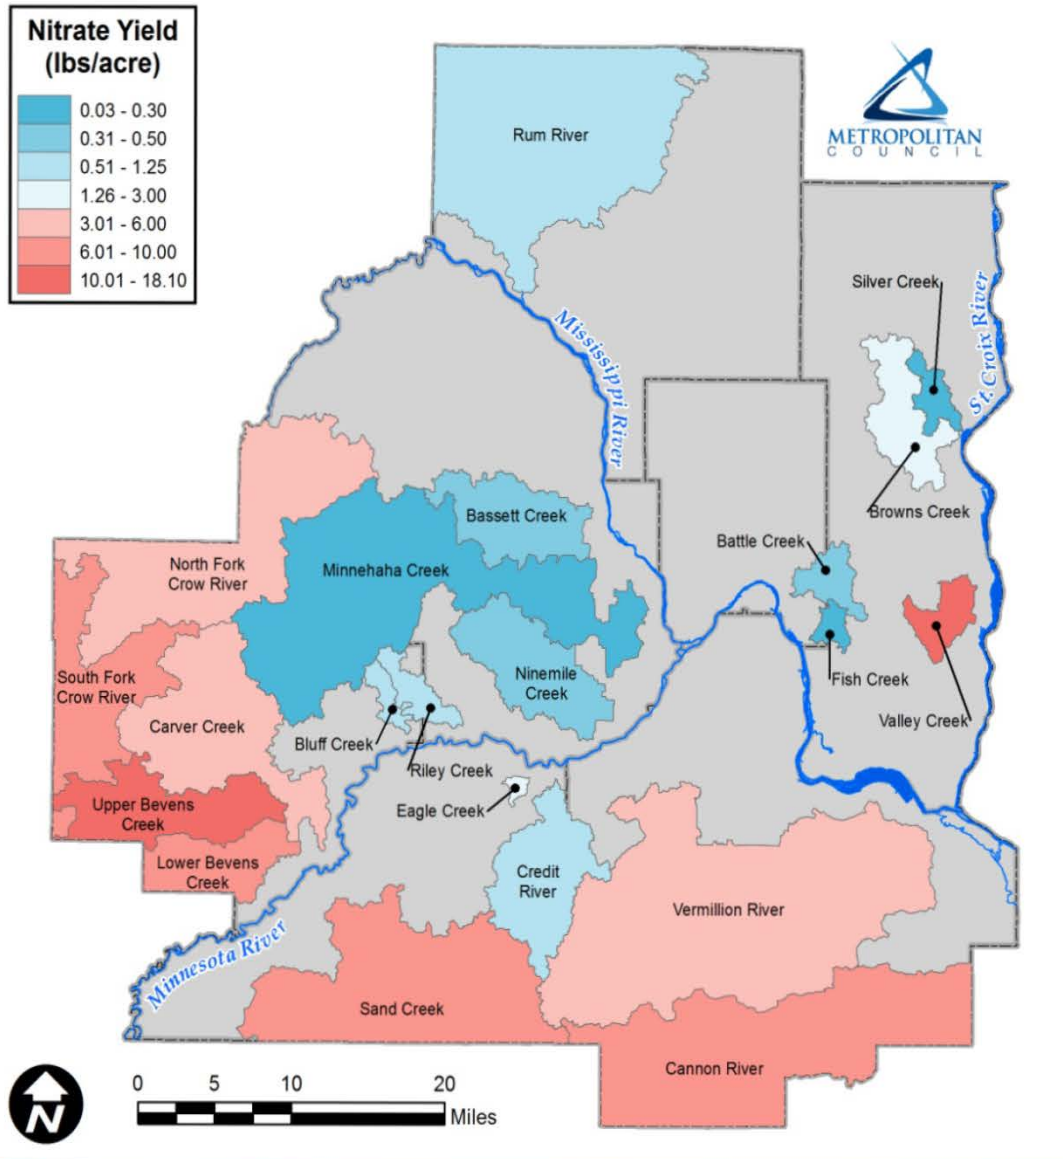 Nitrate Yield
(lbs/acre)
0.03 - 0.30
0.31 - 0.50
0.51 - 1.25
1.26 - 3.00
3.01 - 6.00
6.01 - 10.00
10.01 - 18.10
METROPOLITAN
COUNCIL
Rum River
Silver Creek
St. Croix River
Mississippi River
Browns Creek
Bassett Creek
Battle Creek
Minnehaha Creek
North Fork
Crow River
South Fork
Crow River
Ninemile
Creek
Fish Creek
Valley Creek
Carver Creek
Bluff Creek
Riley Creek
Eagle Creek
Upper Bevens
Creek
Lower Bevens
Creek
Credit
River
Vermillion River
Minnesota River
Sand Creek
Cannon River
N
0 5 10 20
Miles